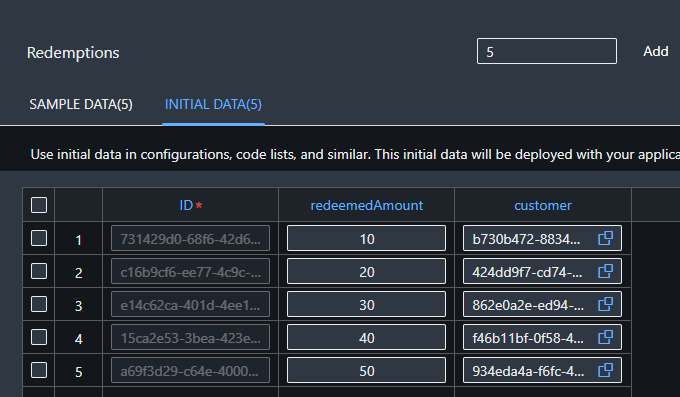 Redemptions 5 Add
SAMPLE DATA(5) INITIAL DATA(5)
Use initial data in configurations, code lists, and similar. This initial data will be deployed with your applica
ID* redeemedAmount customer
1 731429d0-68f6-42d6... 10 b730b472-8834...
2 c16b9cf6-ee77-4c9c-... 20 424dd9f7-cd74-...
3 e14c62ca-401d-4ee1... 30 862e0a2e-ed94-...
4 15ca2e53-3bea-423e... 40 f46b11bf-0f58-4...
5 a69f3d29-c64e-4000... 50 934eda4a-f6fc-4...